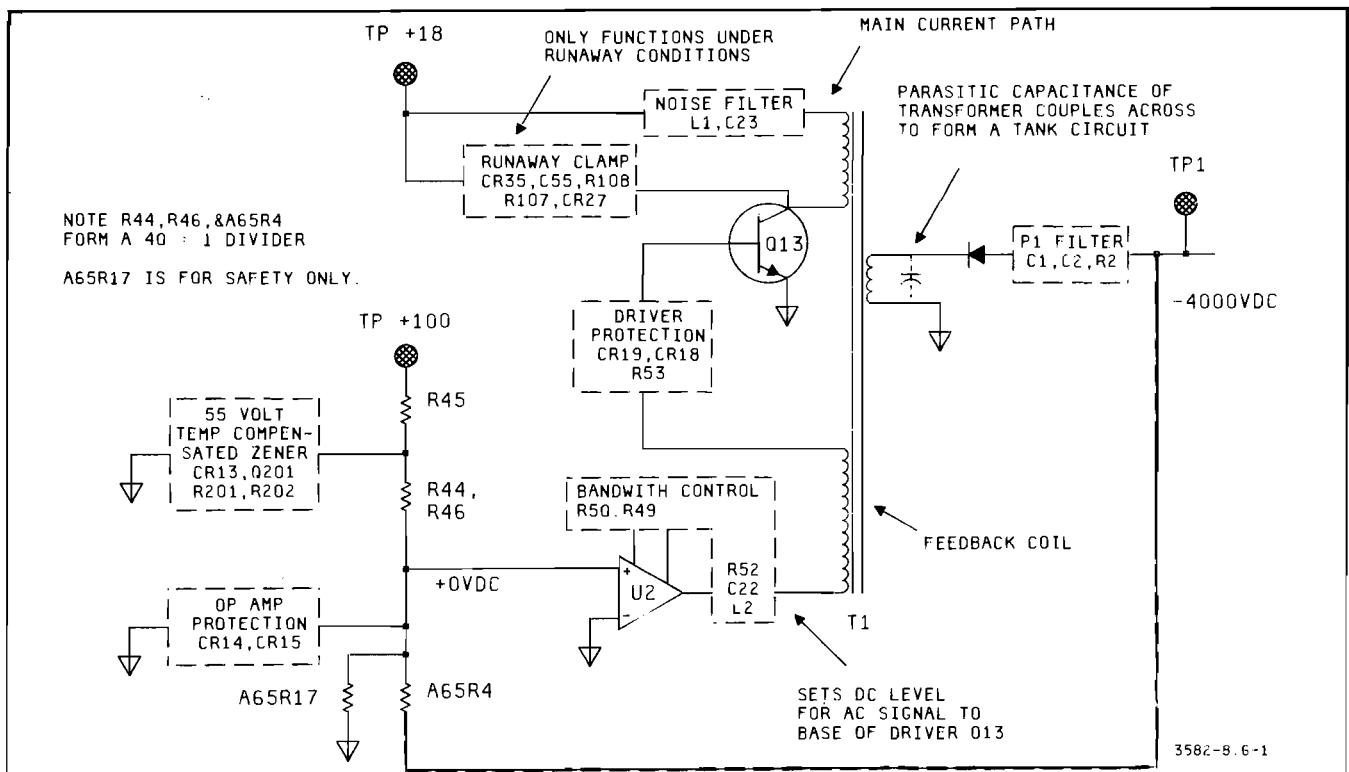 TP +18
ONLY FUNCTIONS UNDER
RUNAWAY CONDITIONS
MAIN CURRENT PATH
NOISE FILTER
L1,C23
PARASITIC CAPACITANCE OF
TRANSFORMER COUPLES ACROSS
TO FORM A TANK CIRCUIT
RUNAWAY CLAMP
CR35,C55,R108
R107,CR27
TP1
NOTE R44,R46,&A65R4
FORM A 40 : 1 DIVIDER
A65R17 IS FOR SAFETY ONLY.
Q13
P1 FILTER
C1,C2,R2
-4000VDC
TP +100
DRIVER
PROTECTION
CR19,CR18
R53
R45
55 VOLT
TEMP COMPEN-
SATED ZENER
CR13,Q201
R201,R202
R44,
R46
BANDWITH CONTROL
R50.R49
FEEDBACK COIL
+0VDC
+
U2
-
R52
C22
L2
T1
OP AMP
PROTECTION
CR14,CR15
A65R17
A65R4
SETS DC LEVEL
FOR AC SIGNAL TO
BASE OF DRIVER Q13
3582-8.6-1